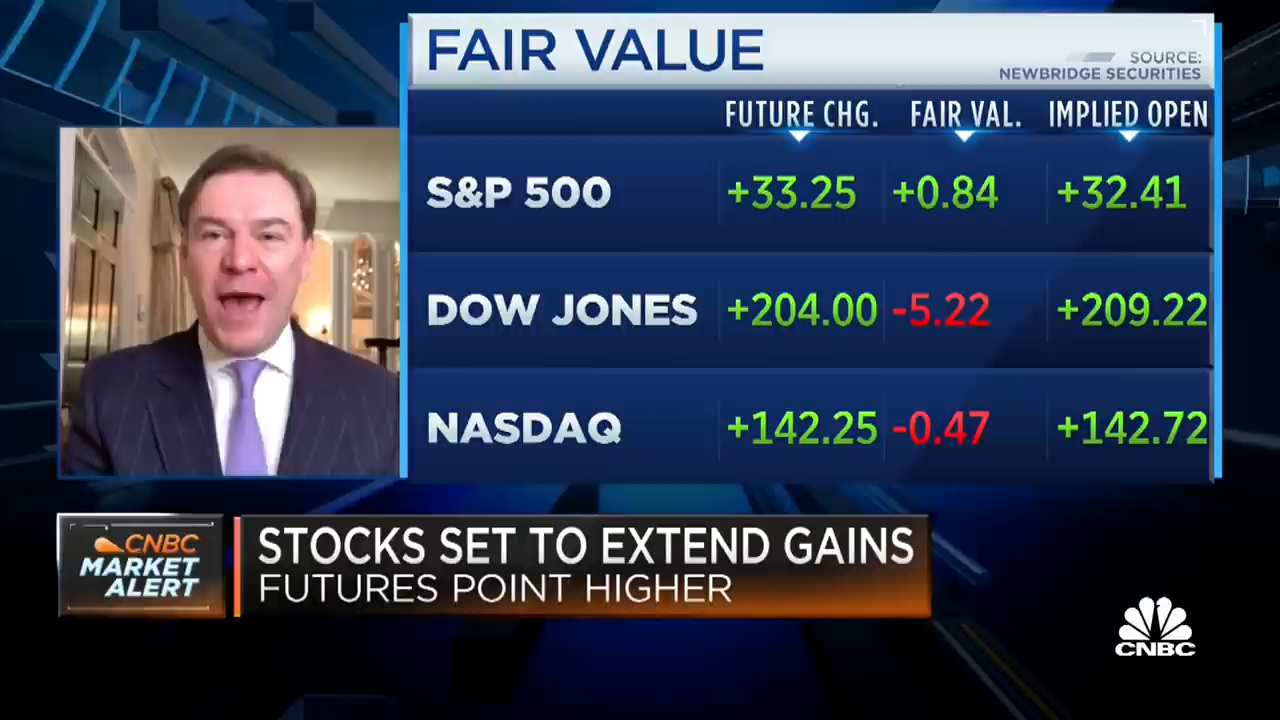 FAIR VALUE
SOURCE:
NEWBRIDGE SECURITIES
FUTURE CHG. FAIR VAL. IMPLIED OPEN
S&P 500 +33.25 +0.84 +32.41
DOW JONES +204.00 -5.22 +209.22
NASDAQ +142.25 -0.47 +142.72
CNBC
MARKET
ALERT
STOCKS SET TO EXTEND GAINS
FUTURES POINT HIGHER
CNBC